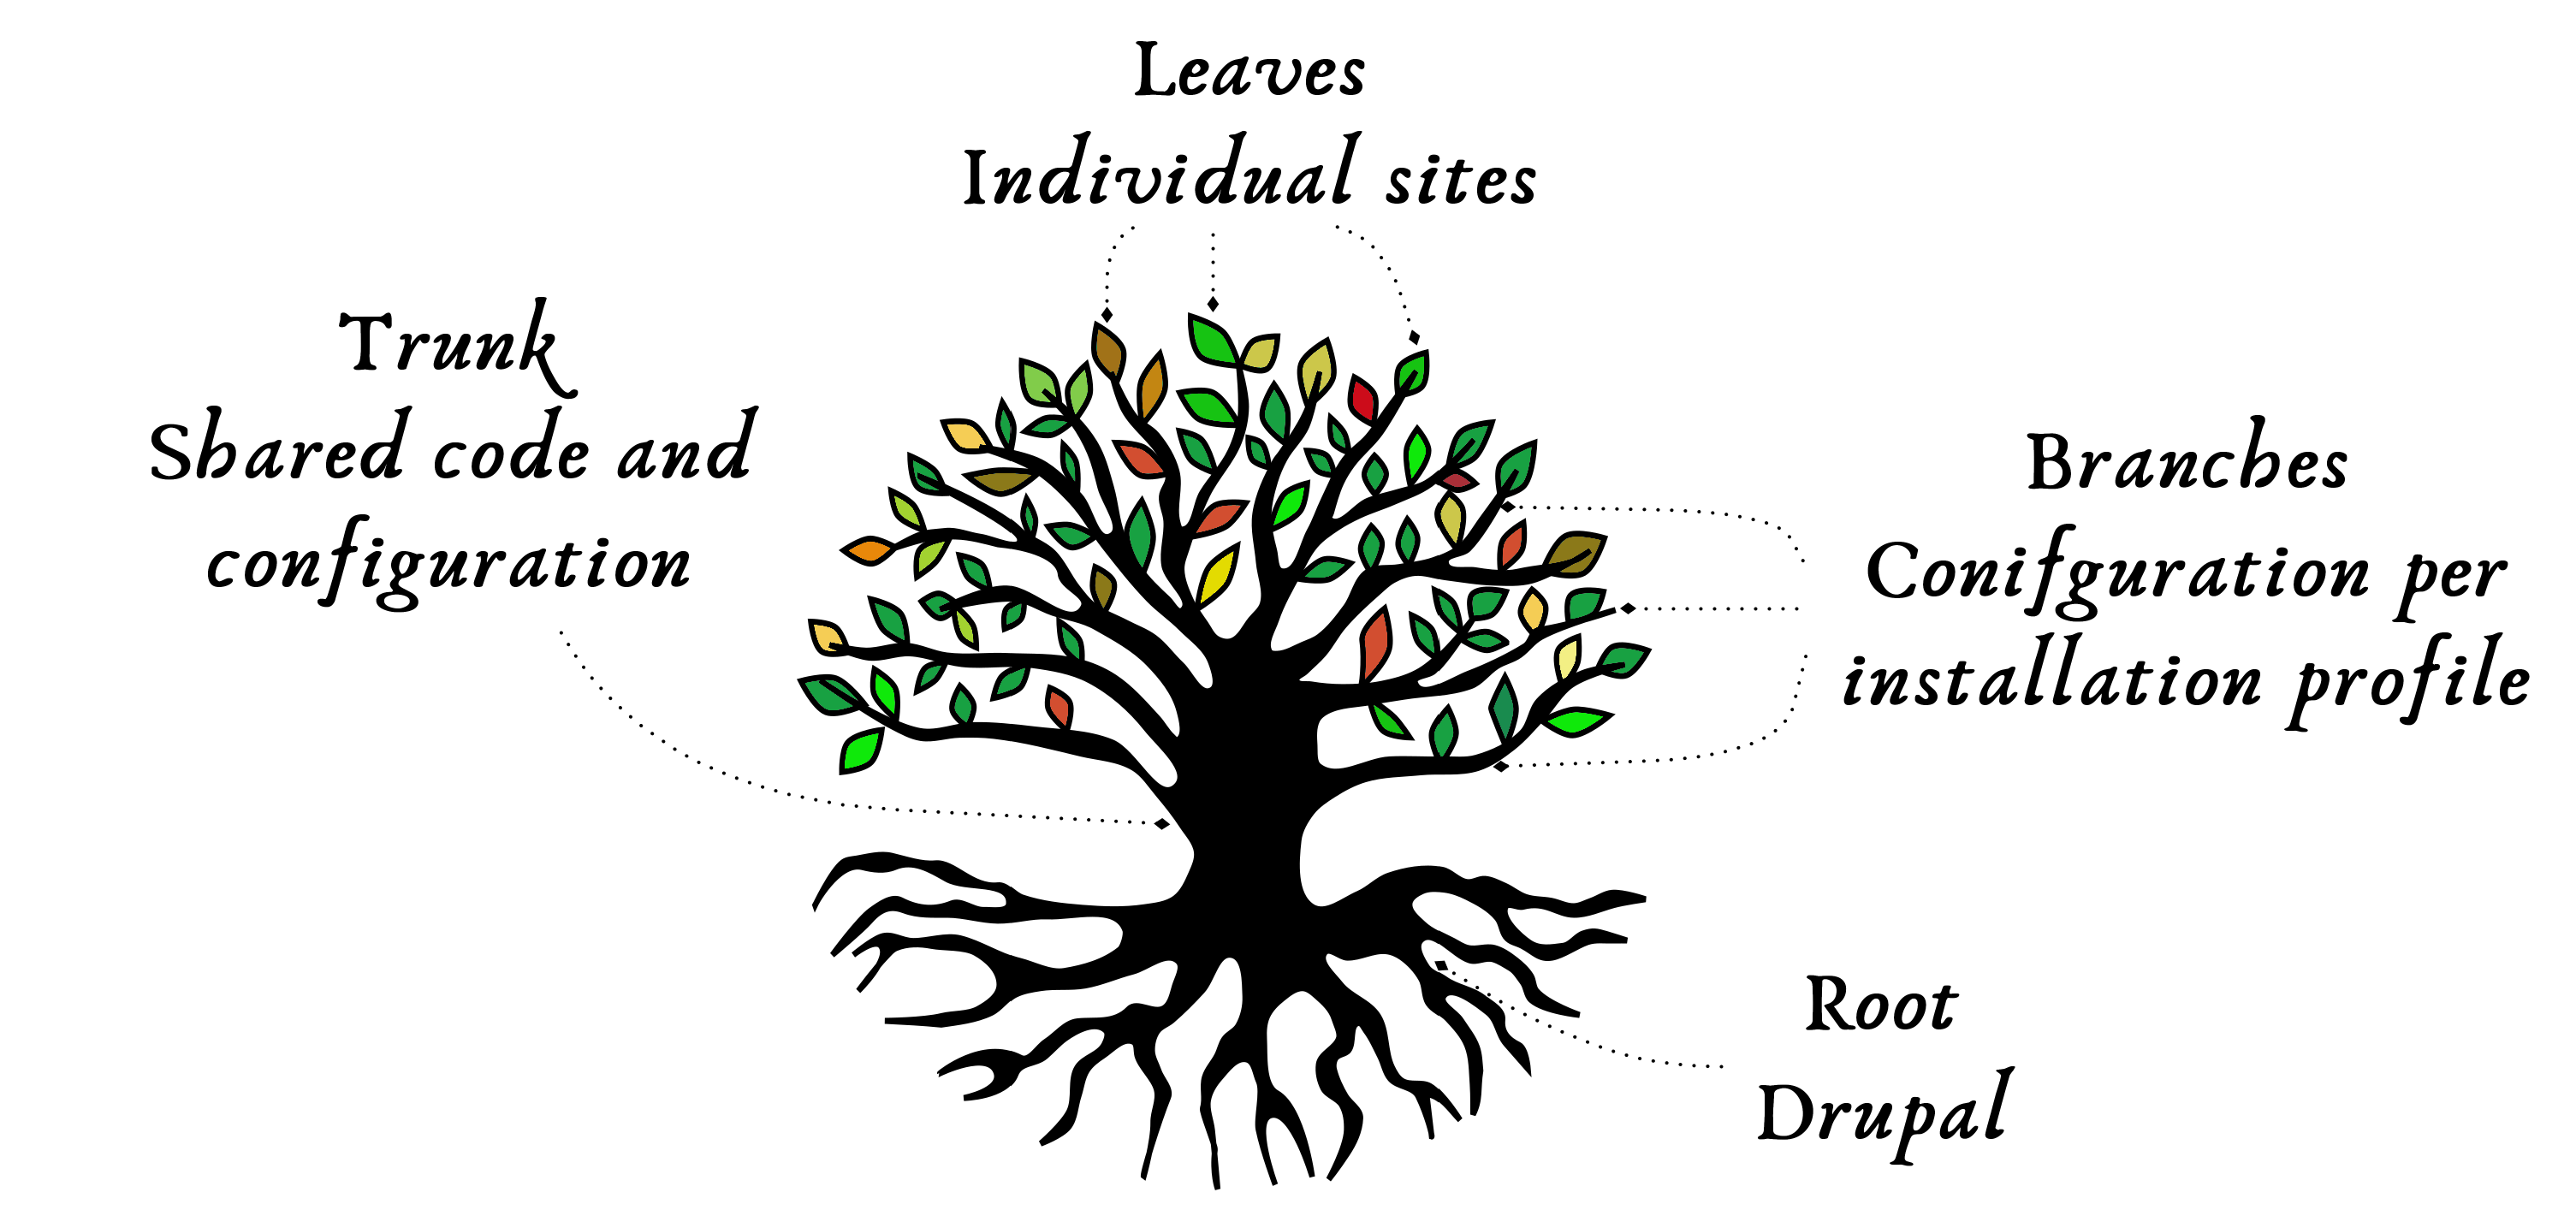 Leaves
Individual sites
Trunk
Shared code and
configuration
Branches
Conifguration per
installation profile
Root
Drupal